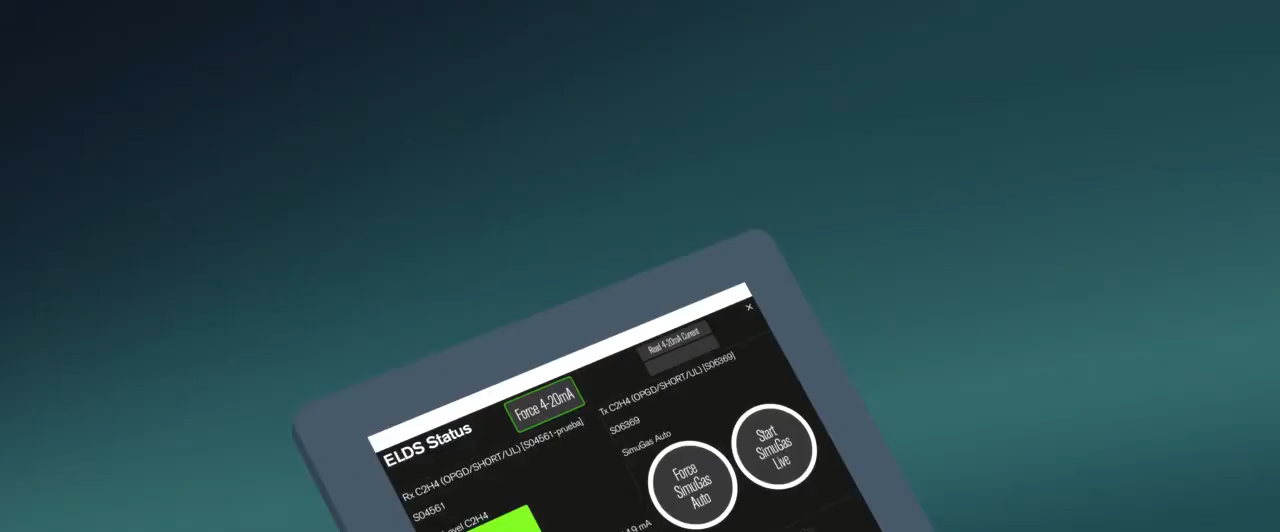 ELDS Status
Force 4-20mA
Read 4-20mA Current
×
Rx C2H4 (OPGD/SHORT/UL) [S04561-prueba]
S04561
Level C2H4
Tx C2H4 (OPGD/SHORT/UL) [S06369]
S06369
SimuGas Auto
Force
SimuGas
Auto
Start
SimuGas
Live
mA